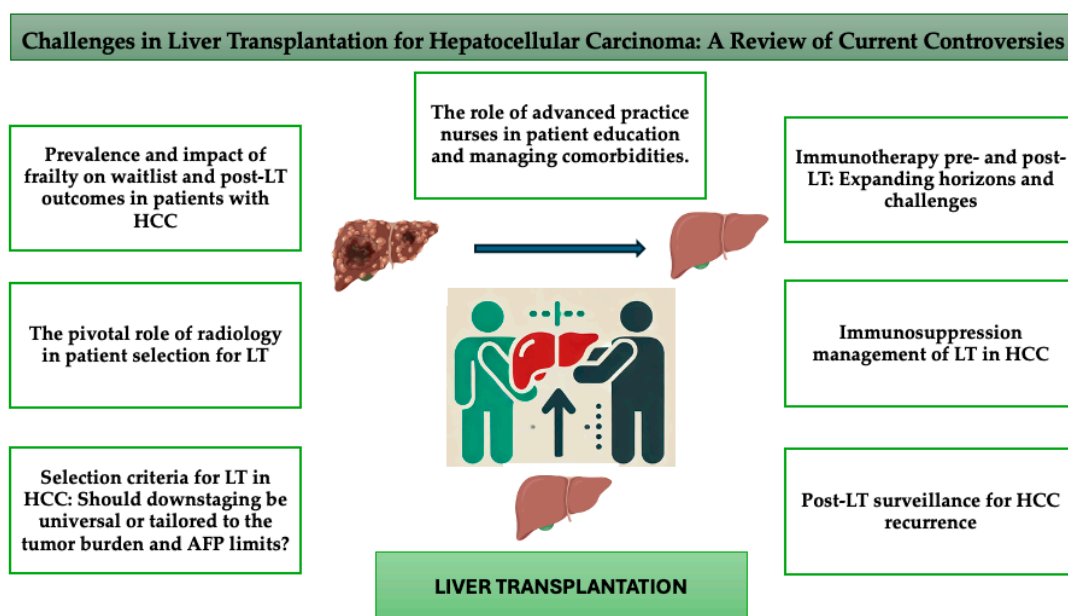 Challenges in Liver Transplantation for Hepatocellular Carcinoma: A Review of Current Controversies
The role of advanced practice
nurses in patient education
and managing comorbidities.
Prevalence and impact of
frailty on waitlist and post-LT
outcomes in patients with
HCC
The pivotal role of radiology
in patient selection for LT
Selection criteria for LT in
HCC: Should downstaging be
universal or tailored to the
tumor burden and AFP limits?
Immunotherapy pre- and post-
LT: Expanding horizons and
challenges
Immunosuppression
management of LT in HCC
Post-LT surveillance for HCC
recurrence
LIVER TRANSPLANTATION